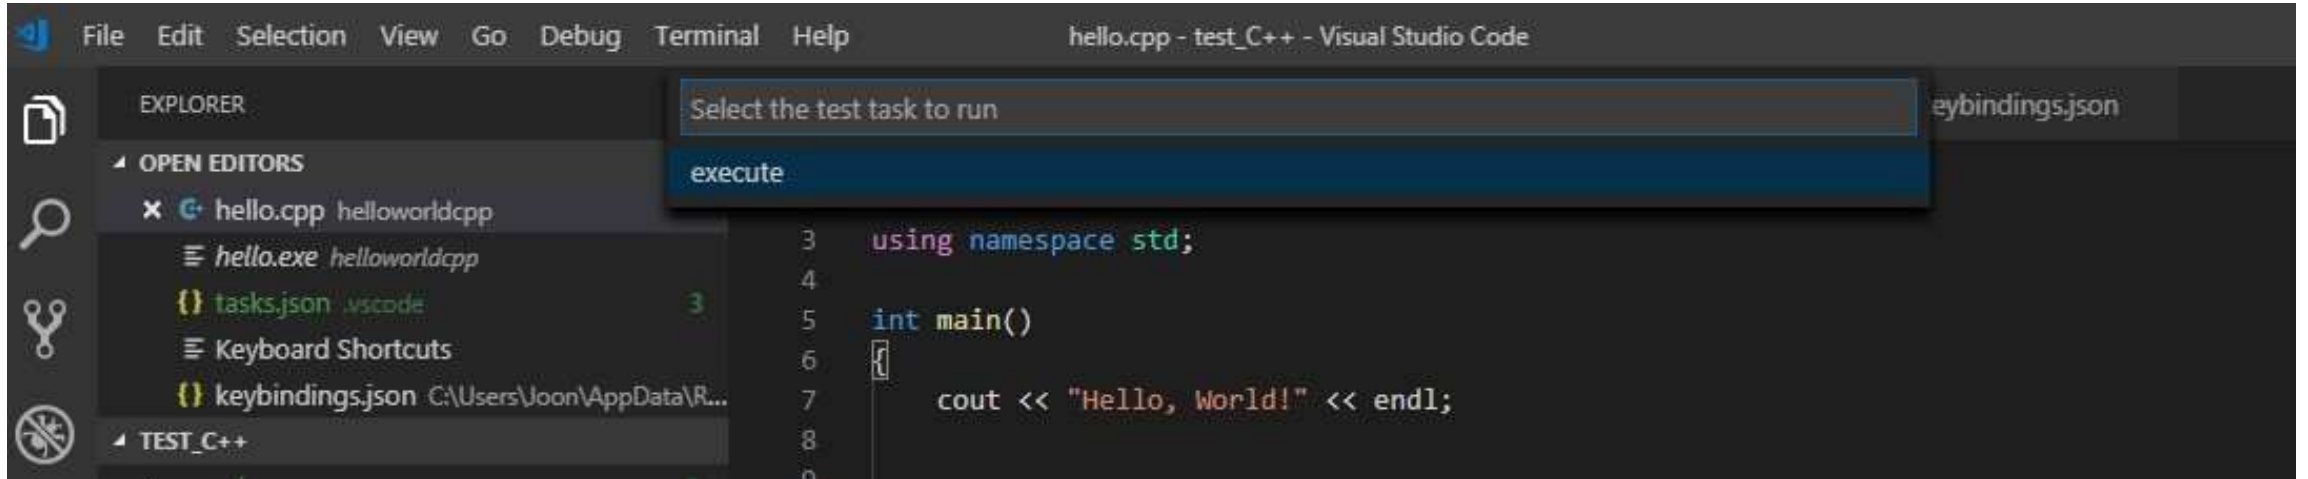 File Edit Selection View Go Debug Terminal Help hello.cpp - test_C++ - Visual Studio Code
EXPLORER
Select the test task to run
eybindings.json
execute
OPEN EDITORS
hello.cpp helloworldcpp
hello.exe helloworldcpp
{} tasks.json .vscode 3
Keyboard Shortcuts
{} keybindings.json C:\Users\Joon\AppData\R...
TEST_C++
3 using namespace std;
4
5 int main()
6 {
7 cout << "Hello, World!" << endl;
8